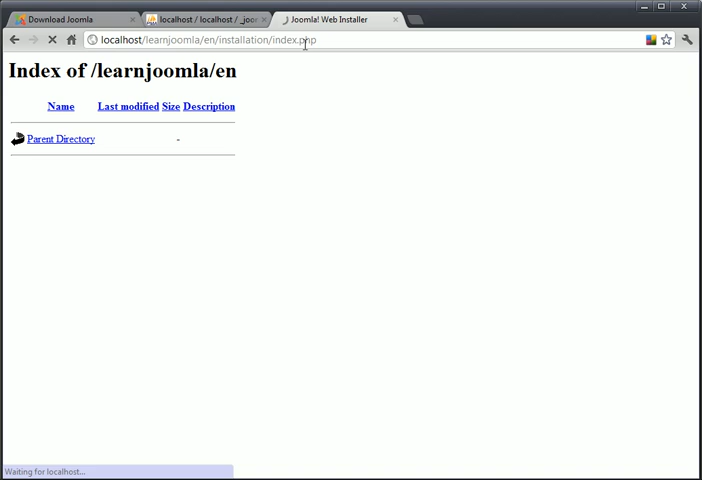 Download Joomla
localhost / localhost / _joor
Joomla! Web Installer
localhost/learnjoomla/en/installation/index.php
Index of /learnjoomla/en
Name Last modified Size Description
Parent Directory -
Waiting for localhost...